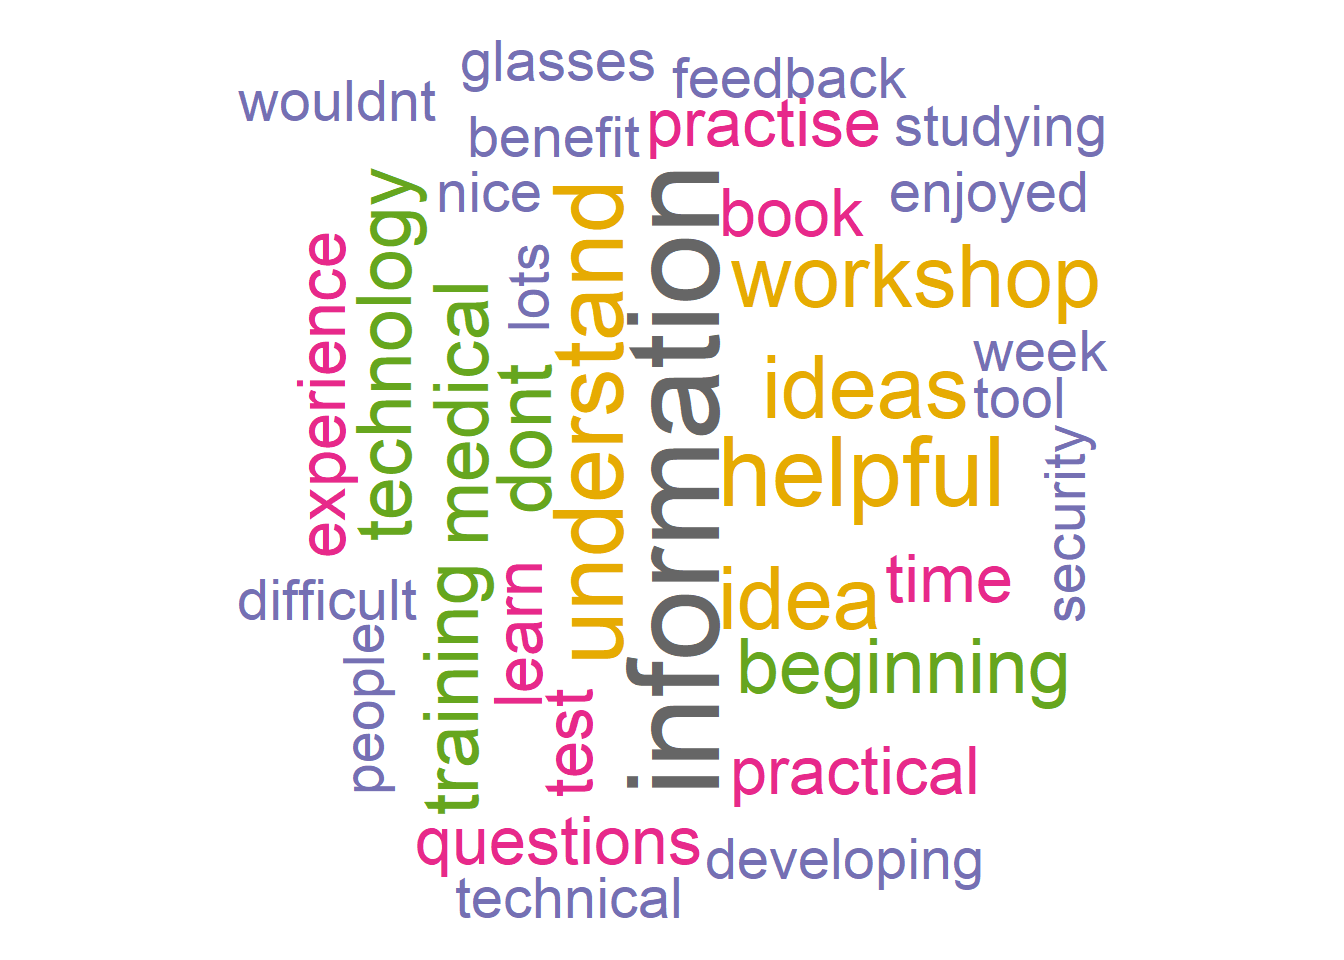 glasses
feedback
wouldnt
practise
studying
benefit
nice
enjoyed
book
technology
understand
information
experience
lots
workshop
medical
week
ideas
tool
dont
helpful
security
time
idea
difficult
learn
training
people
beginning
test
practical
questions
developing
technical